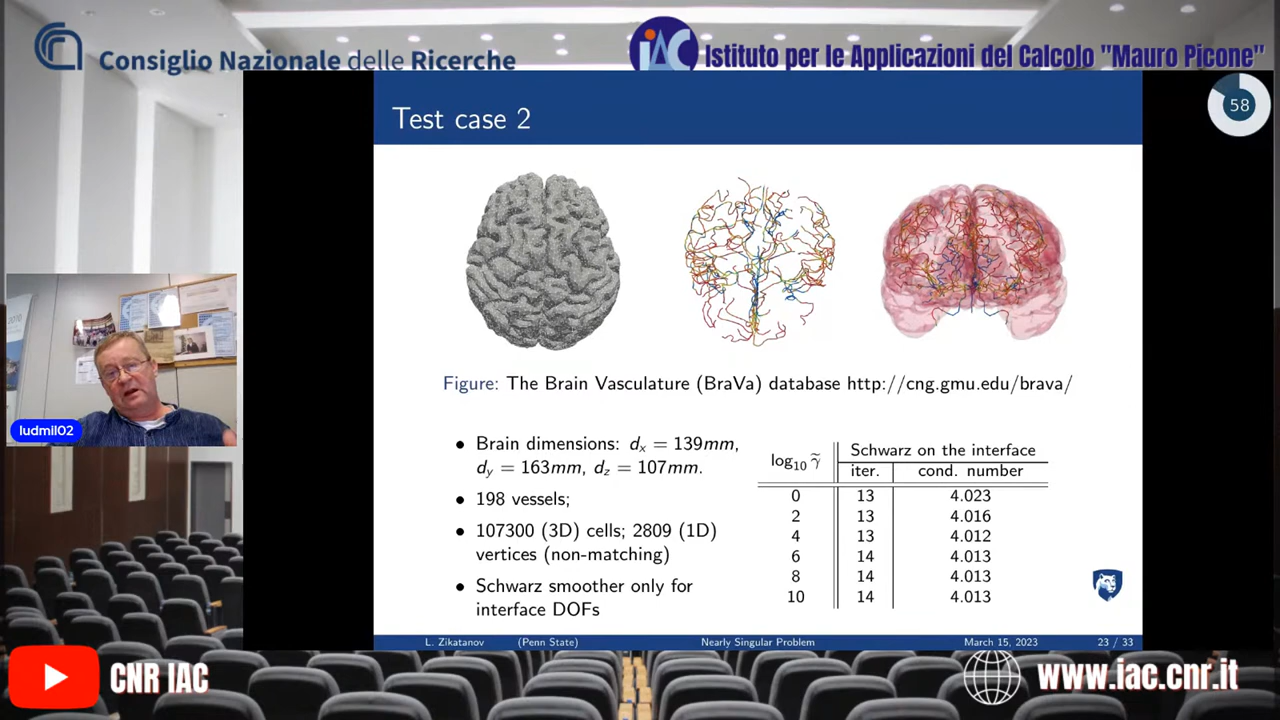 Consiglio Nazionale delle Ricerche
iAC
Istituto per le Applicazioni del Calcolo "Mauro Picone"
58
Test case 2
Figure: The Brain Vasculature (BraVa) database http://cng.gmu.edu/brava/
• Brain dimensions: dₓ = 139mm,
d_y = 163mm, d_z = 107mm.
• 198 vessels;
• 107300 (3D) cells; 2809 (1D)
vertices (non-matching)
• Schwarz smoother only for
interface DOFs
log₁₀ γ̃ Schwarz on the interface
iter. cond. number
0 13 4.023
2 13 4.016
4 13 4.012
6 14 4.013
8 14 4.013
10 14 4.013
ludmil02
L. Zikatanov (Penn State) Nearly Singular Problem March 15, 2023 23 / 33
CNR IAC
www.iac.cnr.it